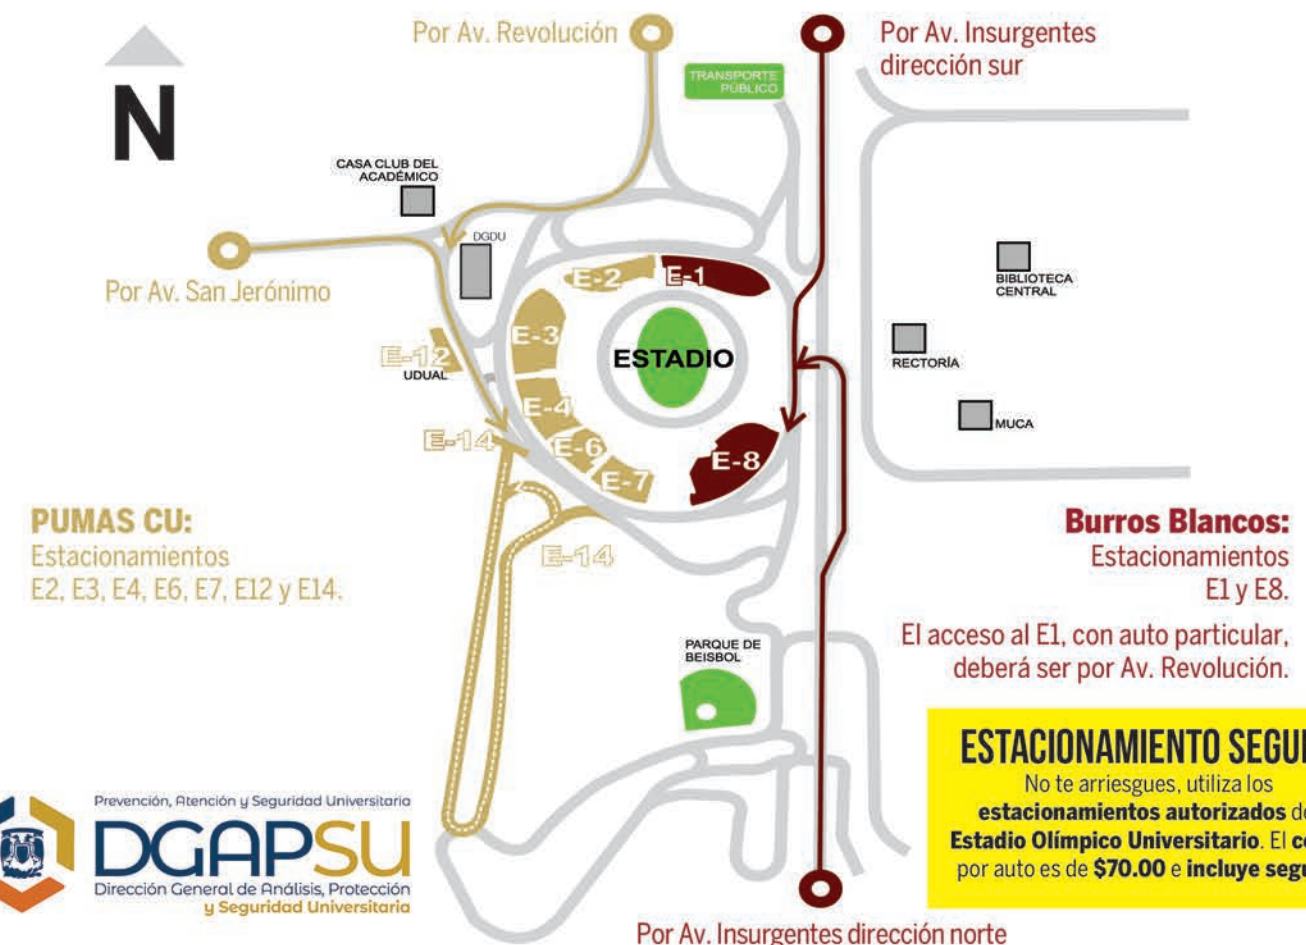 Por Av. Revolución
Por Av. Insurgentes
dirección sur
TRANSPORTE
PÚBLICO
N
CASA CLUB DEL
ACADÉMICO
DGDU
Por Av. San Jerónimo
E-2
E-1
BIBLIOTECA
CENTRAL
E-3
E-12
UDUAL
ESTADIO
RECTORÍA
E-4
MUCA
E-14
E-6
E-8
E-7
E-14
PUMAS CU:
Estacionamientos
E2, E3, E4, E6, E7, E12 y E14.
Burros Blancos:
Estacionamientos
E1 y E8.
El acceso al E1, con auto particular,
deberá ser por Av. Revolución.
PARQUE DE
BEISBOL
ESTACIONAMIENTO
No te arriesgues, utiliza los
estacionamientos autorizados
Estadio Olímpico Universitario. El
por auto es de $70.00 e incluye
Prevención, Atención y Seguridad Universitaria
DGAPSU
Dirección General de Análisis, Protección
y Seguridad Universitaria
Por Av. Insurgentes dirección norte